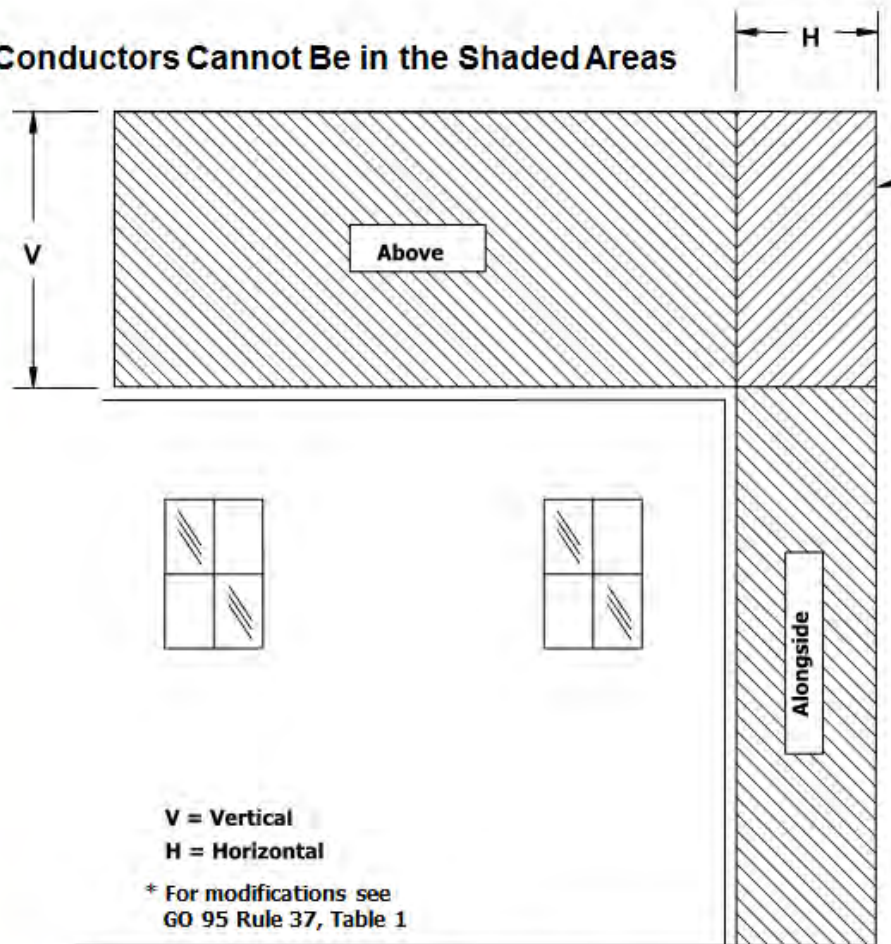 Conductors Cannot Be in the Shaded Areas
H
V
Above
Alongside
V = Vertical
H = Horizontal
* For modifications see
GO 95 Rule 37, Table 1